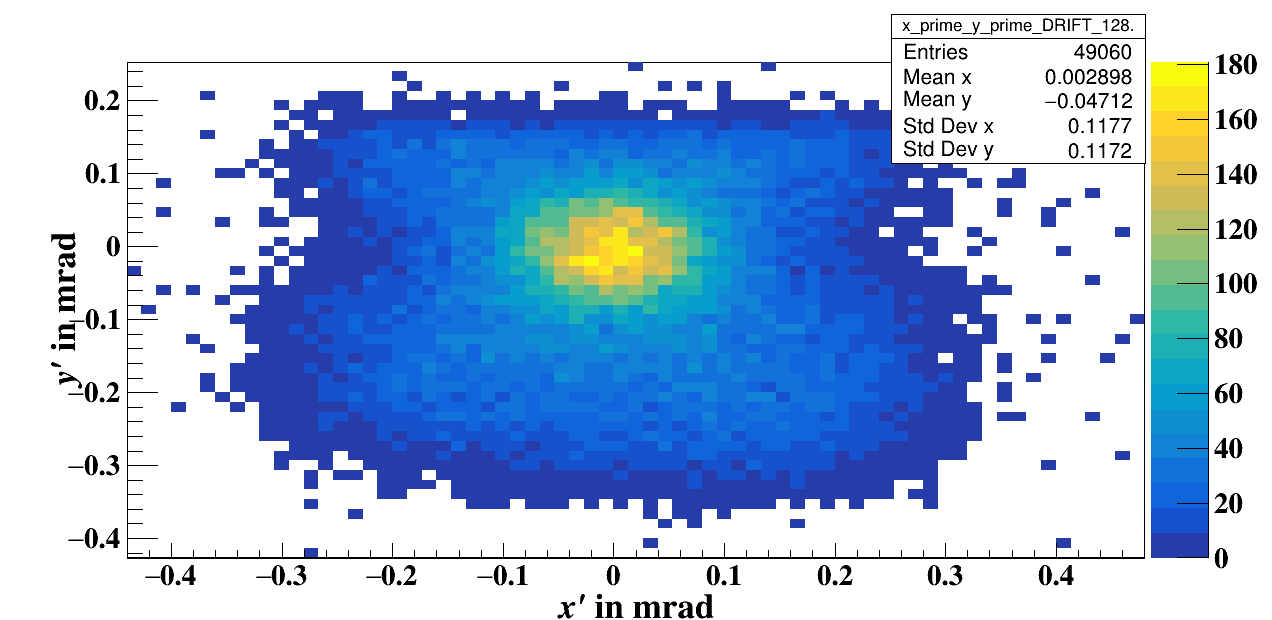 x_prime_y_prime_DRIFT_128.
Entries 49060
Mean x 0.002898
Mean y −0.04712
Std Dev x 0.1177
Std Dev y 0.1172
y′ in mrad
0.2
0.1
0
−0.1
−0.2
−0.3
−0.4
−0.4 −0.3 −0.2 −0.1 0 0.1 0.2 0.3 0.4
x′ in mrad
180
160
140
120
100
80
60
40
20
0